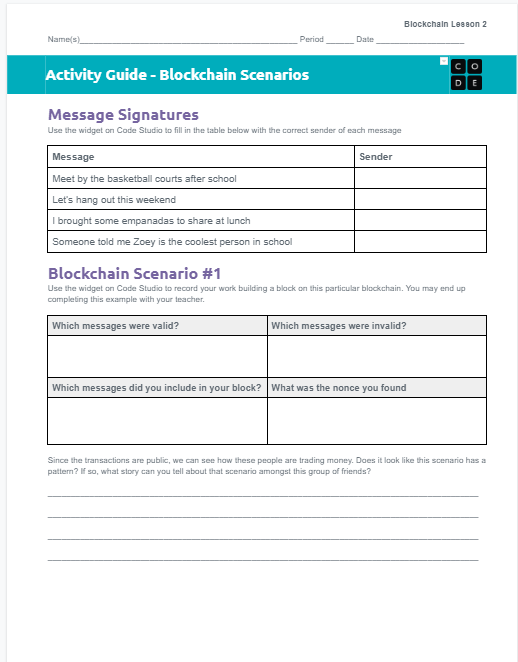 Blockchain Lesson 2
Name(s)_______________________________________________ Period ______ Date ___________________
Activity Guide - Blockchain Scenarios
C O
D E
Message Signatures
Use the widget on Code Studio to fill in the table below with the correct sender of each message
Message Sender
Meet by the basketball courts after school
Let's hang out this weekend
I brought some empanadas to share at lunch
Someone told me Zoey is the coolest person in school
Blockchain Scenario #1
Use the widget on Code Studio to record your work building a block on this particular blockchain. You may end up
completing this example with your teacher.
Which messages were valid? Which messages were invalid?
Which messages did you include in your block? What was the nonce you found
Since the transactions are public, we can see how these people are trading money. Does it look like this scenario has a
pattern? If so, what story can you tell about that scenario amongst this group of friends?